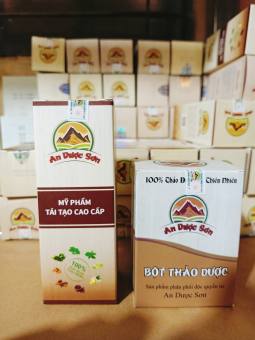 An Dược Sơn
MỸ PHẨM
TÁI TẠO CAO CẤP
100%
100% Thảo D
Thiên Nhiên
An Dược Sơn
BỘT THẢO DƯỢC
Sản phẩm phân phối độc quyền từ
An Dược Sơn